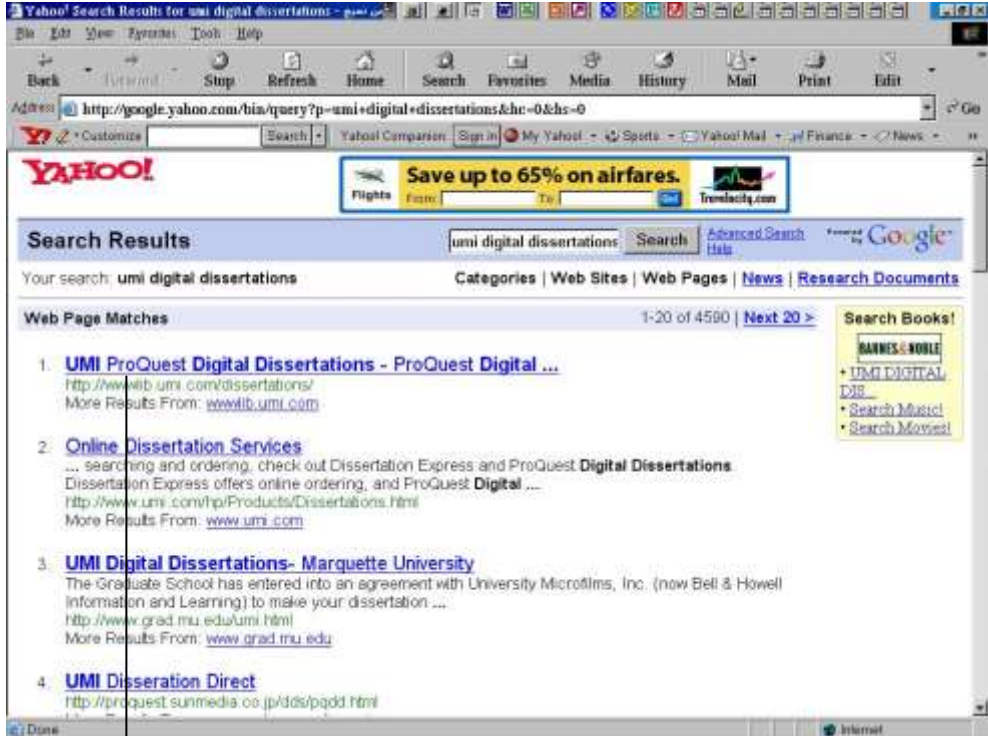 Yahoo! Search Results for umi digital dissertations -
File Edit View Favorites Tools Help
Back Forward Stop Refresh Home Search Favorites Media History Mail Print Edit
Address http://google.yahoo.com/bin/query?p=umi+digital+dissertations&hc=0&hs=0 Go
Y! Customize Search Yahoo! Companion Sign in My Yahoo! Sports Yahoo! Mail Finance News
YAHOO!
Flights Save up to 65% on airfares.
From: To: Go! Travelocity.com
Search Results umi digital dissertations Search Advanced Search Help Powered by Google
Your search: umi digital dissertations Categories | Web Sites | Web Pages | News | Research Documents
Web Page Matches 1-20 of 4590 | Next 20 >
Search Books!
BARNES&NOBLE
• UMI DIGITAL DIS...
• Search Music!
• Search Movies!
1. UMI ProQuest Digital Dissertations - ProQuest Digital ...
http://wwwlib.umi.com/dissertations/
More Results From: wwwlib.umi.com
2. Online Dissertation Services
... searching and ordering, check out Dissertation Express and ProQuest Digital Dissertations
Dissertation Express offers online ordering, and ProQuest Digital ...
http://www.umi.com/hp/Products/Dissertations.html
More Results From: www.umi.com
3. UMI Digital Dissertations- Marquette University
The Graduate School has entered into an agreement with University Microfilms, Inc. (now Bell & Howell
Information and Learning) to make your dissertation ...
http://www.grad.mu.edu/umi.html
More Results From: www.grad.mu.edu
4. UMI Disseration Direct
http://proquest.sunmedia.co.jp/dds/pqdd.html
Done Internet